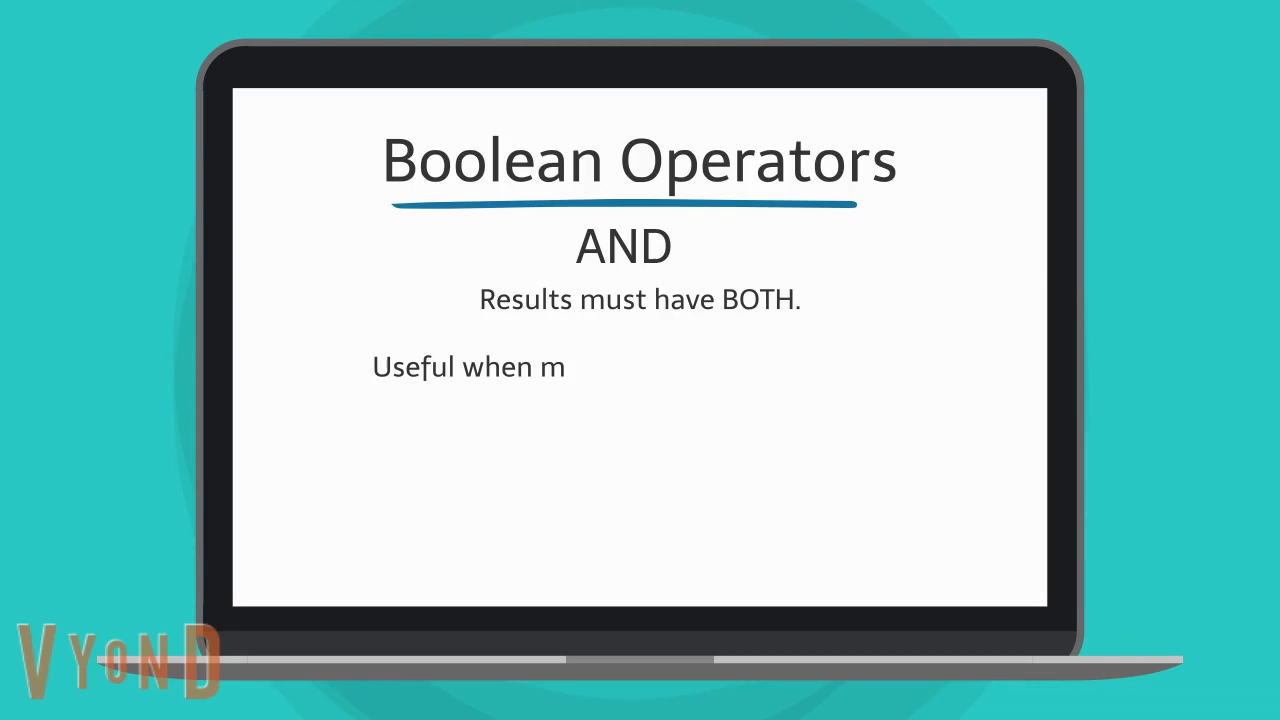 Boolean Operators
AND
Results must have BOTH.
Useful when m
VYOND